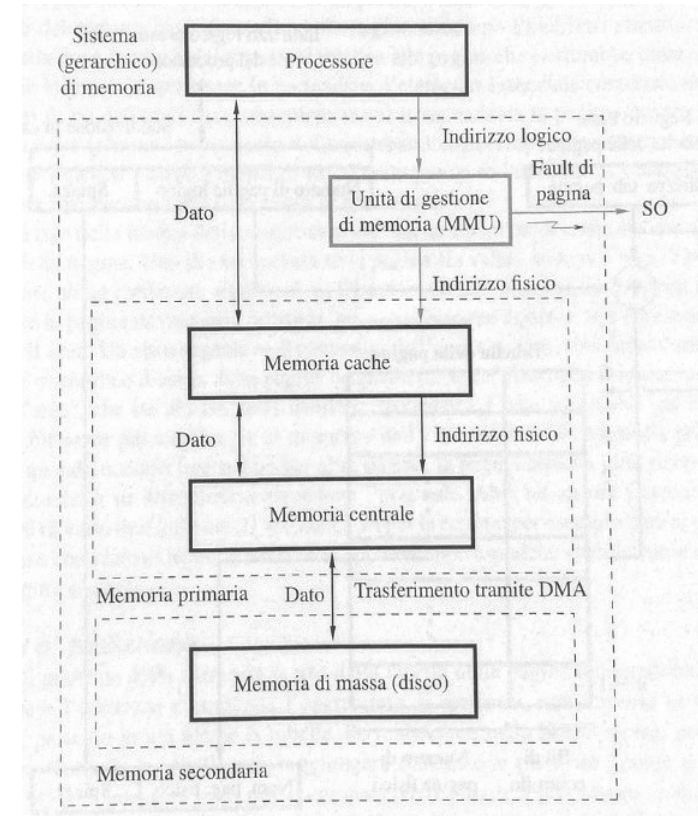 Sistema
(gerarchico)
di memoria
Processore
Indirizzo logico
Fault di
pagina
Dato
Unità di gestione
di memoria (MMU)
SO
Indirizzo fisico
Memoria cache
Dato
Indirizzo fisico
Memoria centrale
Memoria primaria
Dato
Trasferimento tramite DMA
Memoria di massa (disco)
Memoria secondaria